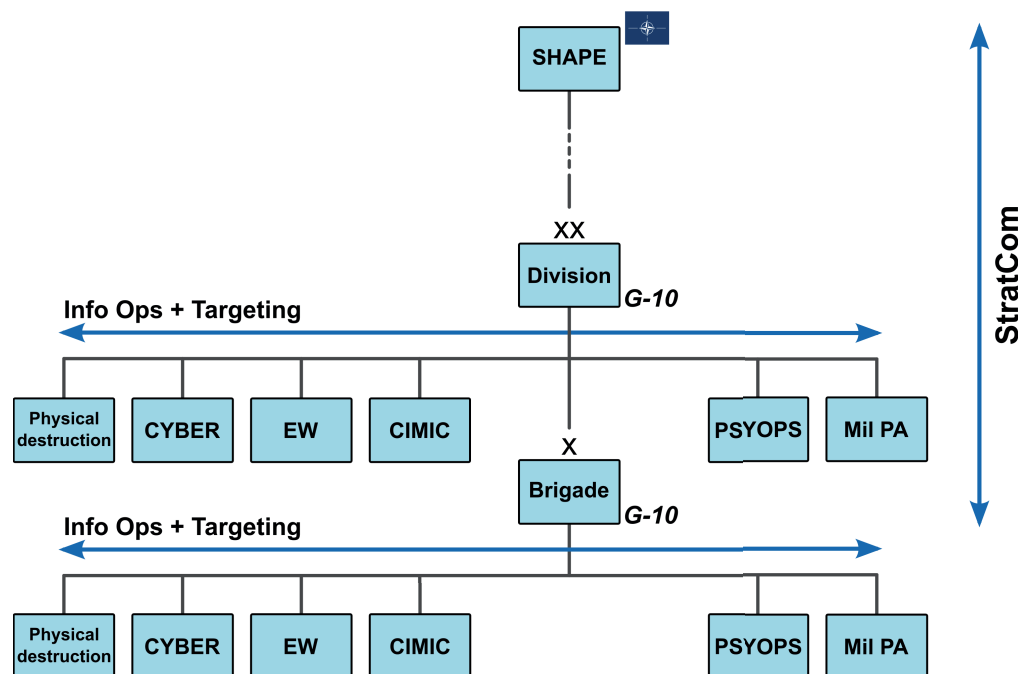 SHAPE
XX
Division
G-10
Info Ops + Targeting
Physical
destruction
CYBER
EW
CIMIC
PSYOPS
Mil PA
X
Brigade
G-10
Info Ops + Targeting
Physical
destruction
CYBER
EW
CIMIC
PSYOPS
Mil PA
StratCom